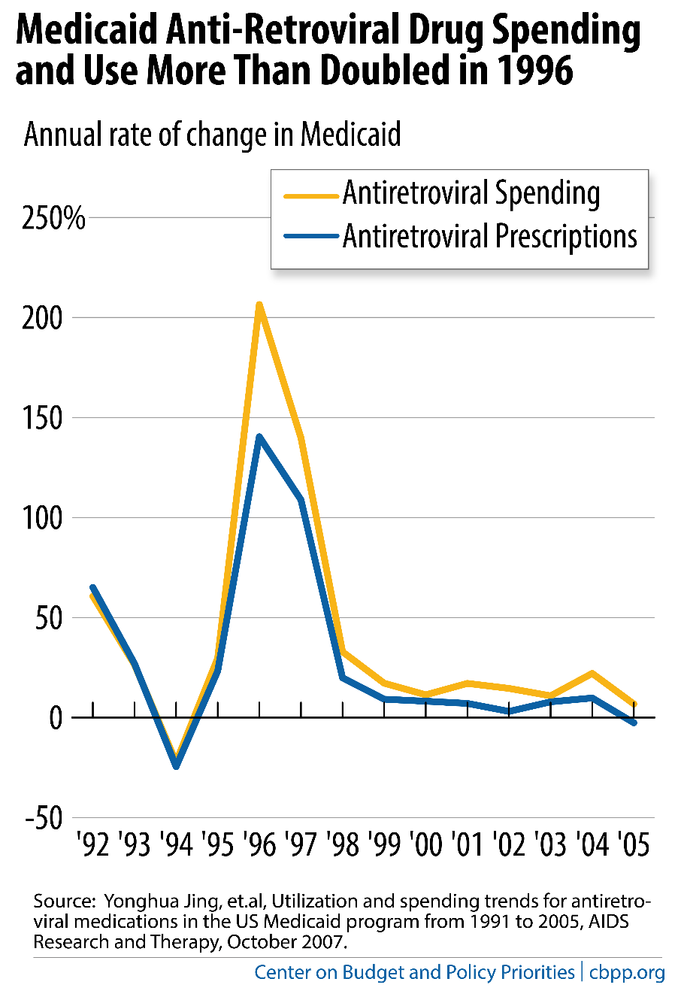 Medicaid Anti-Retroviral Drug Spending
and Use More Than Doubled in 1996
Annual rate of change in Medicaid
Antiretroviral Spending
Antiretroviral Prescriptions
250%
200
150
100
50
0
-50
'92 '93 '94 '95 '96 '97 '98 '99 '00 '01 '02 '03 '04 '05
Source: Yonghua Jing, et.al, Utilization and spending trends for antiretro-
viral medications in the US Medicaid program from 1991 to 2005, AIDS
Research and Therapy, October 2007.
Center on Budget and Policy Priorities | cbpp.org